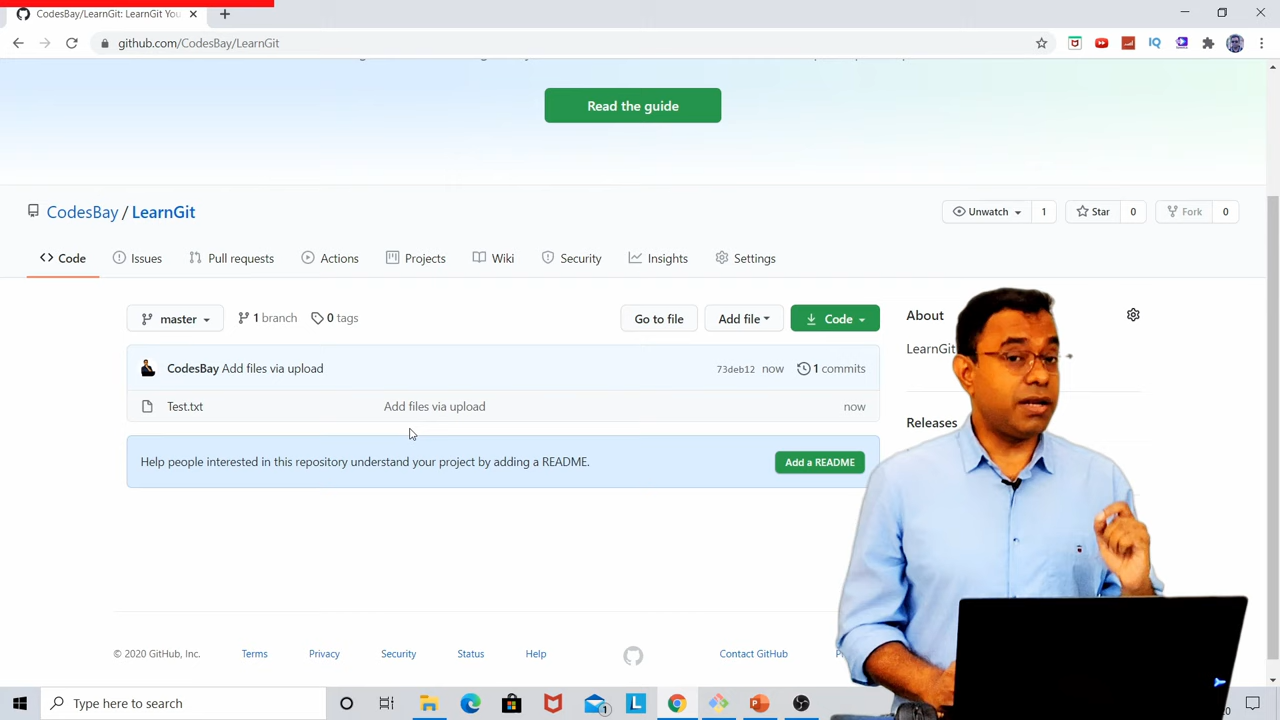 CodesBay/LearnGit: LearnGit You
github.com/CodesBay/LearnGit
Read the guide
CodesBay / LearnGit
Unwatch 1
Star 0
Fork 0
Code
Issues
Pull requests
Actions
Projects
Wiki
Security
Insights
Settings
master
1 branch
0 tags
Go to file
Add file
Code
About
CodesBay Add files via upload
73deb12 now
1 commits
LearnGit
Test.txt
Add files via upload
now
Releases
Help people interested in this repository understand your project by adding a README.
Add a README
© 2020 GitHub, Inc.
Terms
Privacy
Security
Status
Help
Contact GitHub
Type here to search